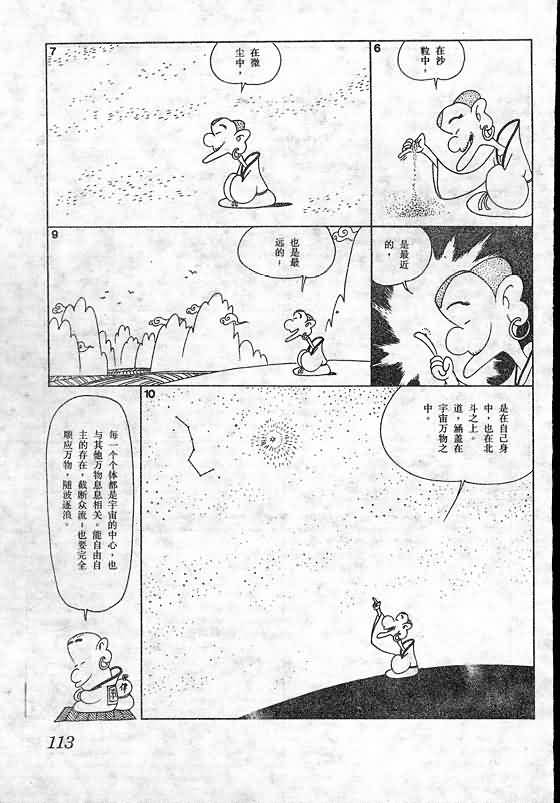 6
在沙
粒中，
7
在微
尘中，
是最近
的，
9
也是最
远的；
10
是在自己身
中，也在北
斗之上。
道，涵盖在
宇宙万物之
中。
每一个个体都是宇宙的中心，也
与其他万物息息相关。能自由自
主的存在，截断众流；也要完全
顺应万物，随波逐浪。
113